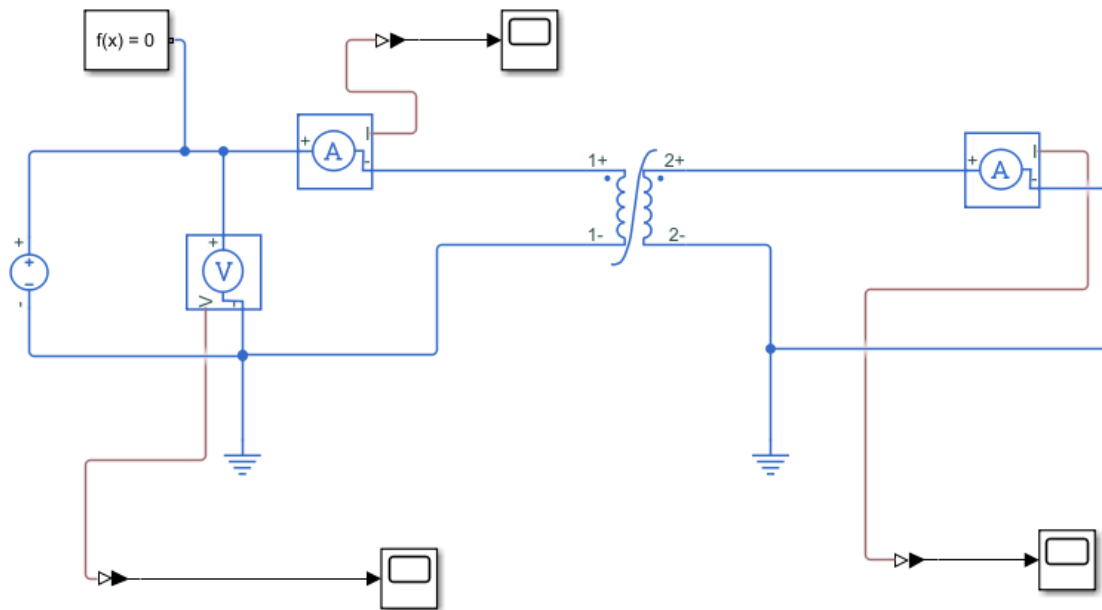 f(x) = 0
+
I
-
A
1+
2+
+
I
-
A
1-
2-
+
-
+
V
V
-